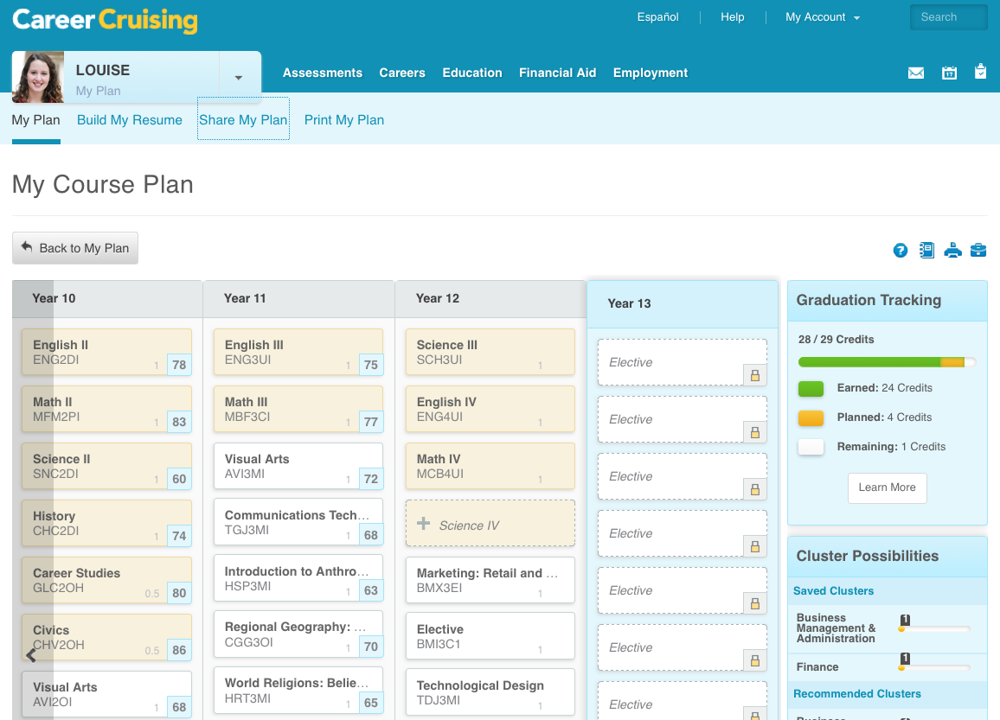 Career Cruising
Español Help My Account Search
LOUISE
My Plan
Assessments Careers Education Financial Aid Employment
17
My Plan Build My Resume Share My Plan Print My Plan
My Course Plan
Back to My Plan
?
Year 10
English II
ENG2DI
1 78
Math II
MFM2PI
1 83
Science II
SNC2DI
1 60
History
CHC2DI
1 74
Career Studies
GLC2OH
0.5 80
Civics
CHV2OH
0.5 86
Visual Arts
AVI2OI
1 68
Year 11
English III
ENG3UI
1 75
Math III
MBF3CI
1 77
Visual Arts
AVI3MI
1 72
Communications Tech...
TGJ3MI
1 68
Introduction to Anthro...
HSP3MI
1 63
Regional Geography: ...
CGG3OI
1 70
World Religions: Belie...
HRT3MI
1 65
Year 12
Science III
SCH3UI
1
English IV
ENG4UI
1
Math IV
MCB4UI
1
Science IV
Marketing: Retail and ...
BMX3EI
1
Elective
BMI3C1
1
Technological Design
TDJ3MI
1
Year 13
Elective
Elective
Elective
Elective
Elective
Elective
Elective
Graduation Tracking
28 / 29 Credits
Earned: 24 Credits
Planned: 4 Credits
Remaining: 1 Credits
Learn More
Cluster Possibilities
Saved Clusters
Business
Management &
Administration
1
Finance
1
Recommended Clusters